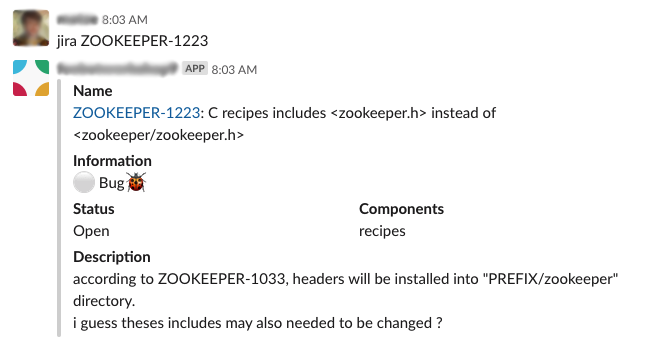 8:03 AM
jira ZOOKEEPER-1223
APP 8:03 AM
Name
ZOOKEEPER-1223: C recipes includes <zookeeper.h> instead of
<zookeeper/zookeeper.h>
Information
Bug
Status Components
Open recipes
Description
according to ZOOKEEPER-1033, headers will be installed into "PREFIX/zookeeper"
directory.
i guess theses includes may also needed to be changed ?